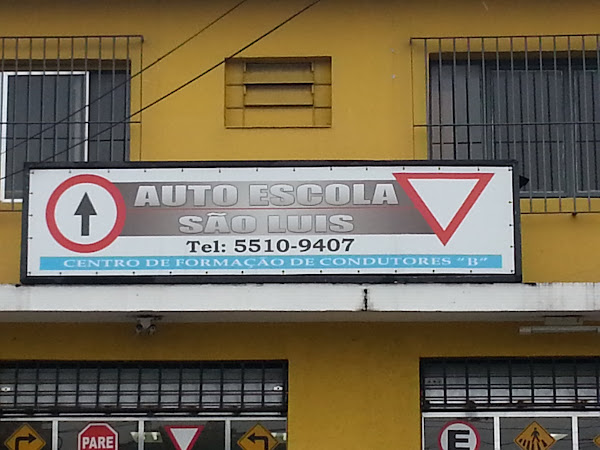 AUTO ESCOLA
SÃO LUIS
Tel: 5510-9407
CENTRO DE FORMAÇÃO DE CONDUTORES "B"
PARE
E